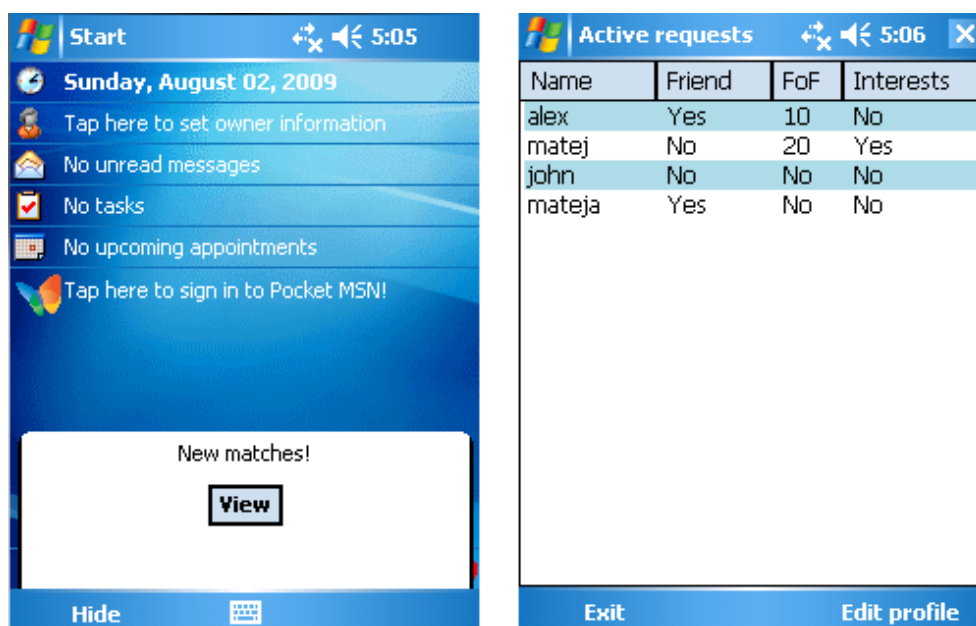 Start 5:05
Sunday, August 02, 2009
Tap here to set owner information
No unread messages
No tasks
No upcoming appointments
Tap here to sign in to Pocket MSN!
New matches!
View
Hide
Active requests 5:06
Name Friend FoF Interests
alex Yes 10 No
matej No 20 Yes
john No No No
mateja Yes No No
Exit Edit profile